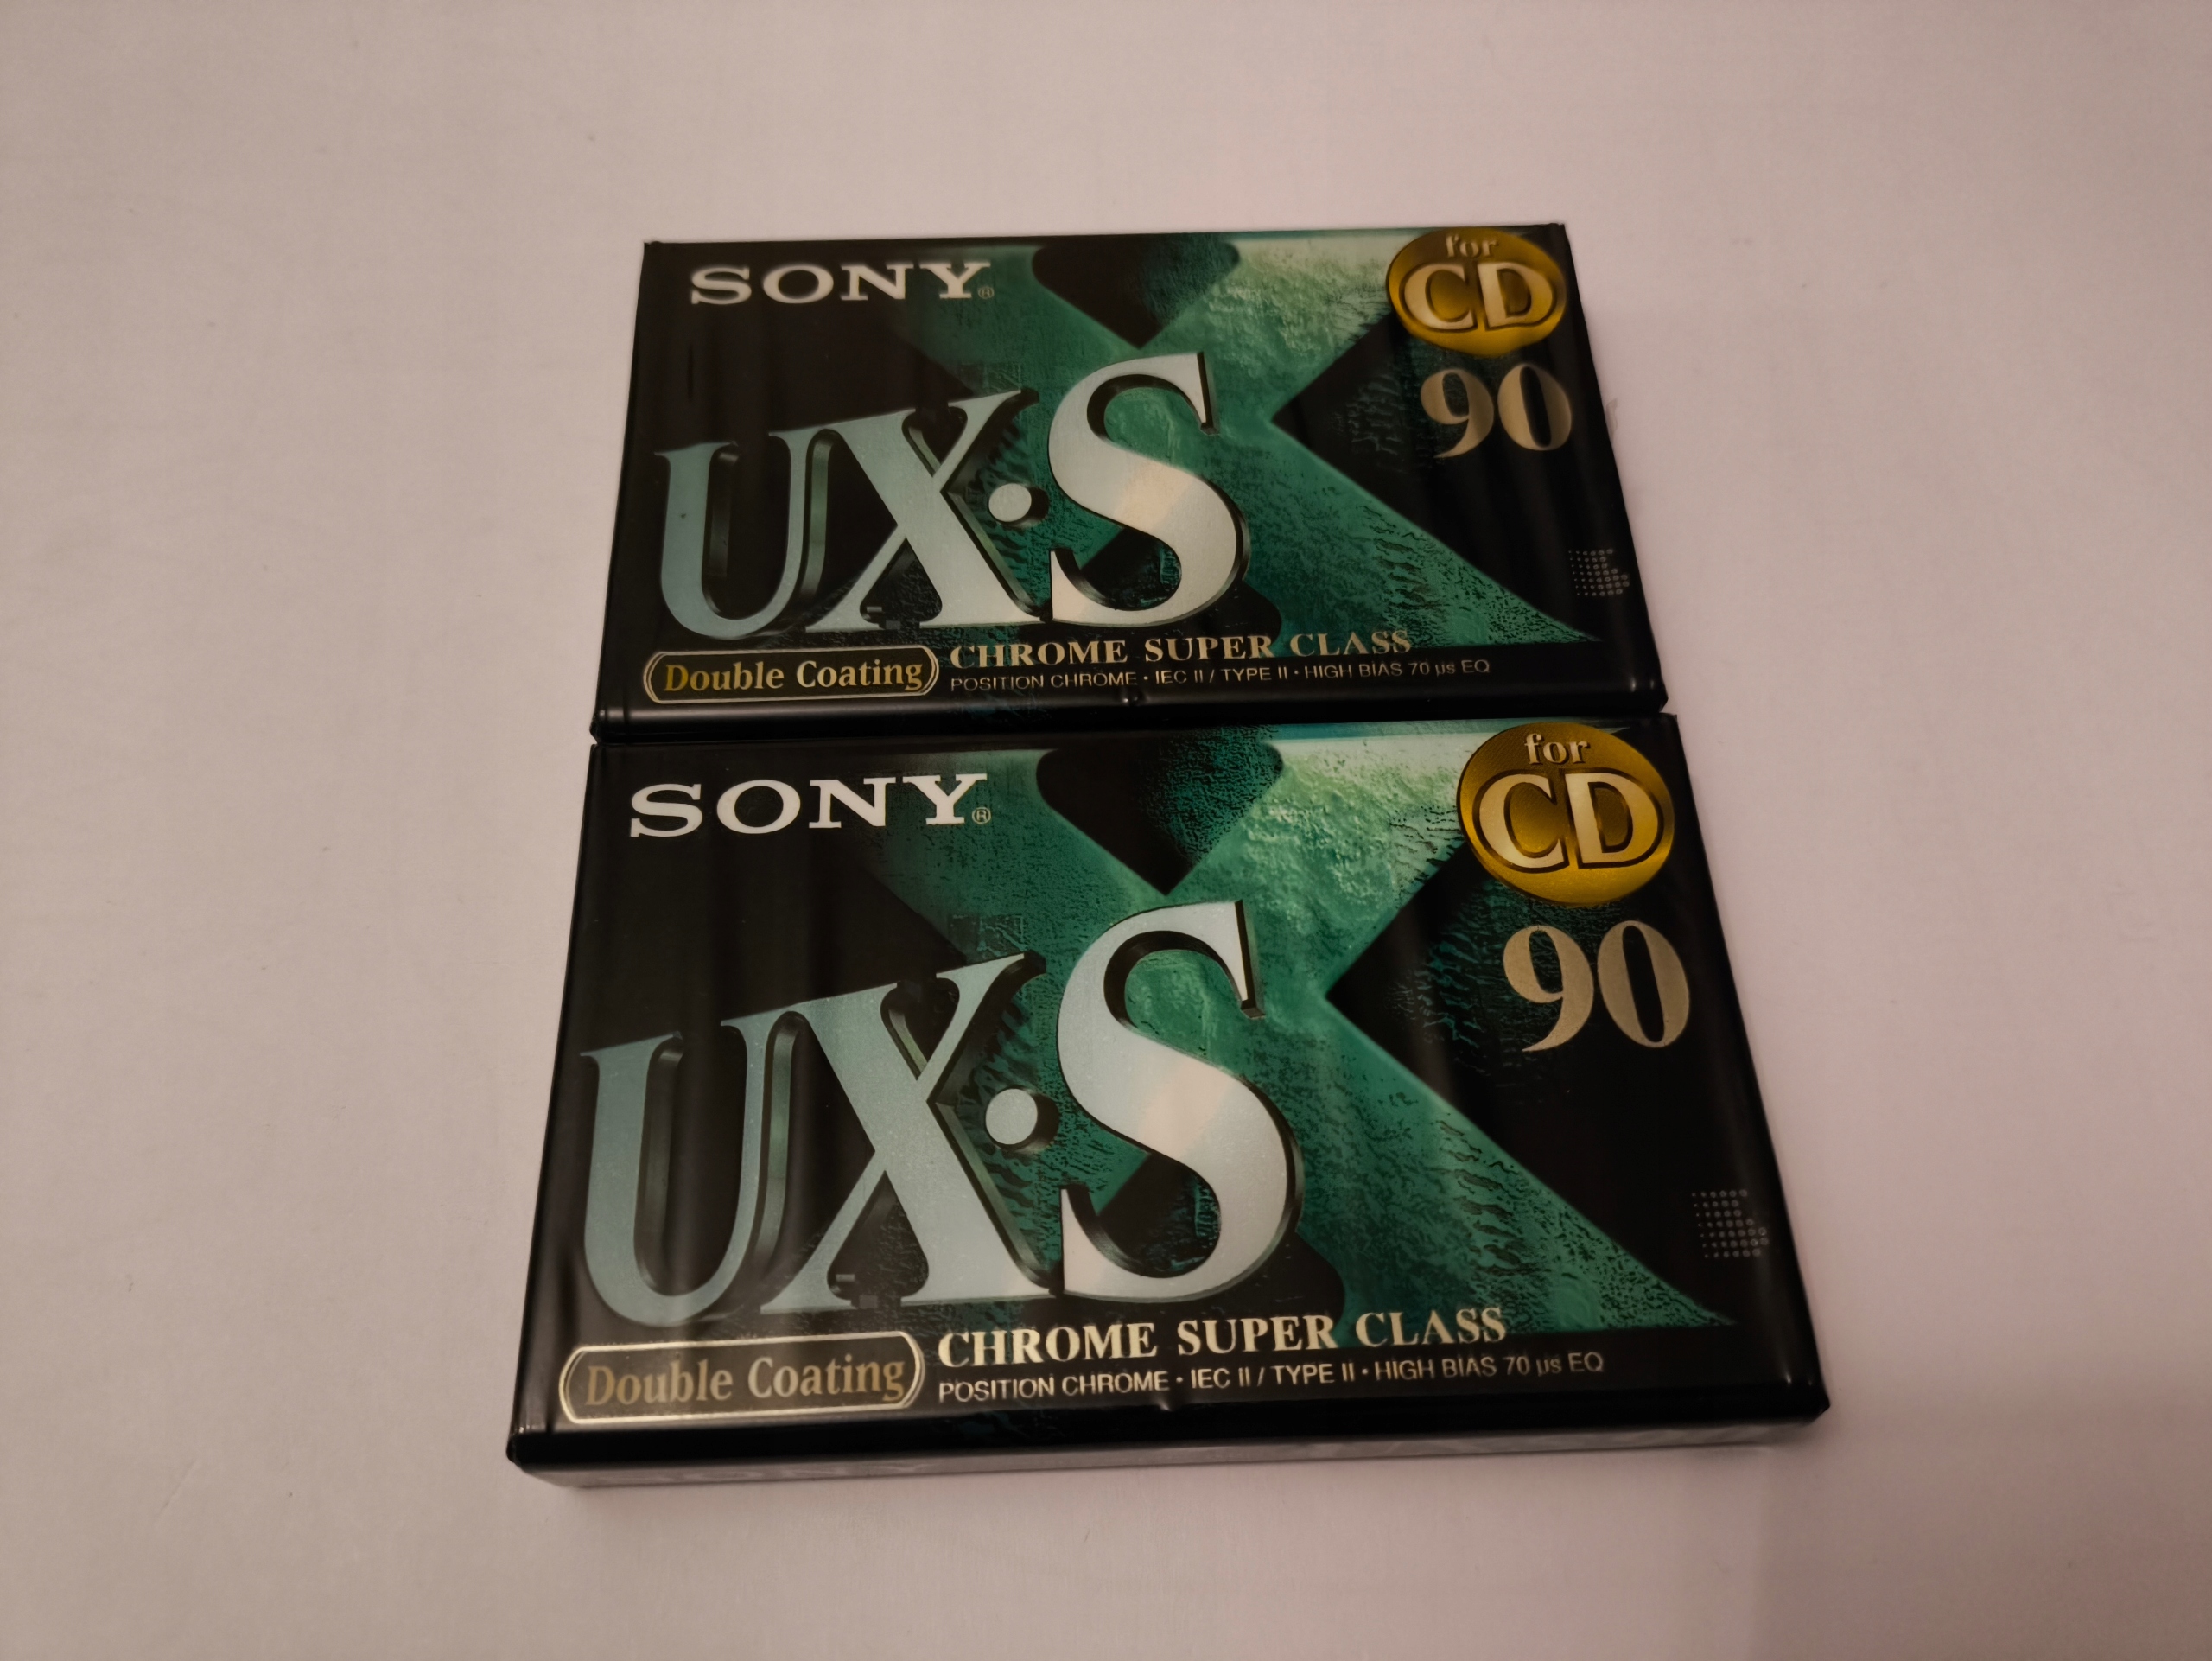 SONY®
for
CD
90
UX·S
CHROME SUPER CLASS
Double Coating
POSITION CHROME · IEC II / TYPE II · HIGH BIAS 70 µs EQ
SONY®
for
CD
90
UX·S
CHROME SUPER CLASS
Double Coating
POSITION CHROME · IEC II / TYPE II · HIGH BIAS 70 µs EQ